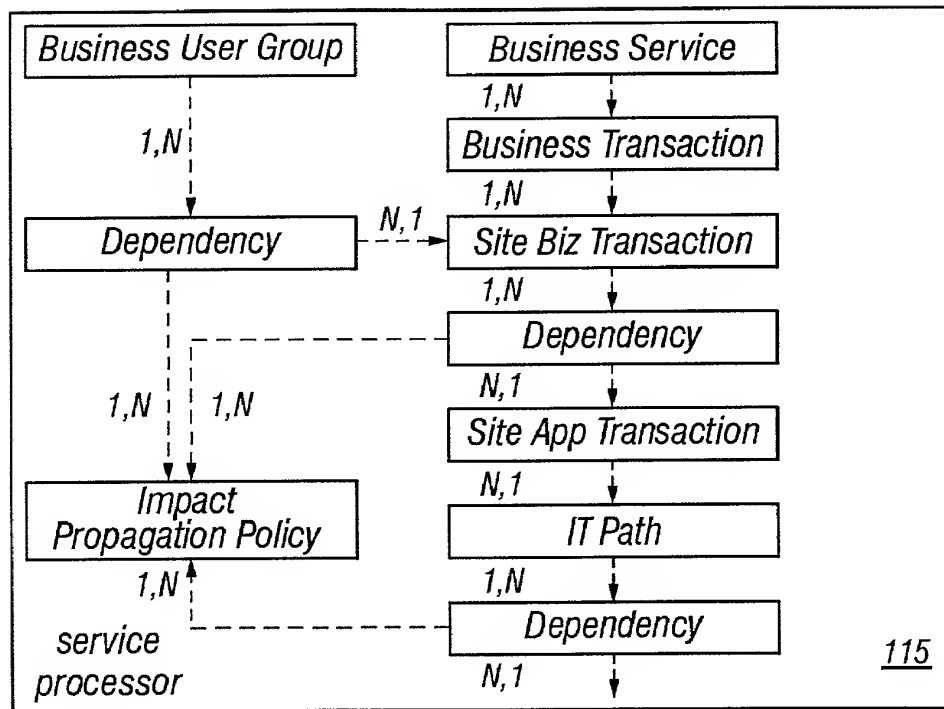 Business User Group
Business Service
1,N
Business Transaction
1,N
1,N
Dependency
N,1
Site Biz Transaction
1,N
Dependency
N,1
1,N
1,N
Site App Transaction
N,1
Impact
Propagation Policy
IT Path
1,N
1,N
Dependency
service
processor
N,1
115